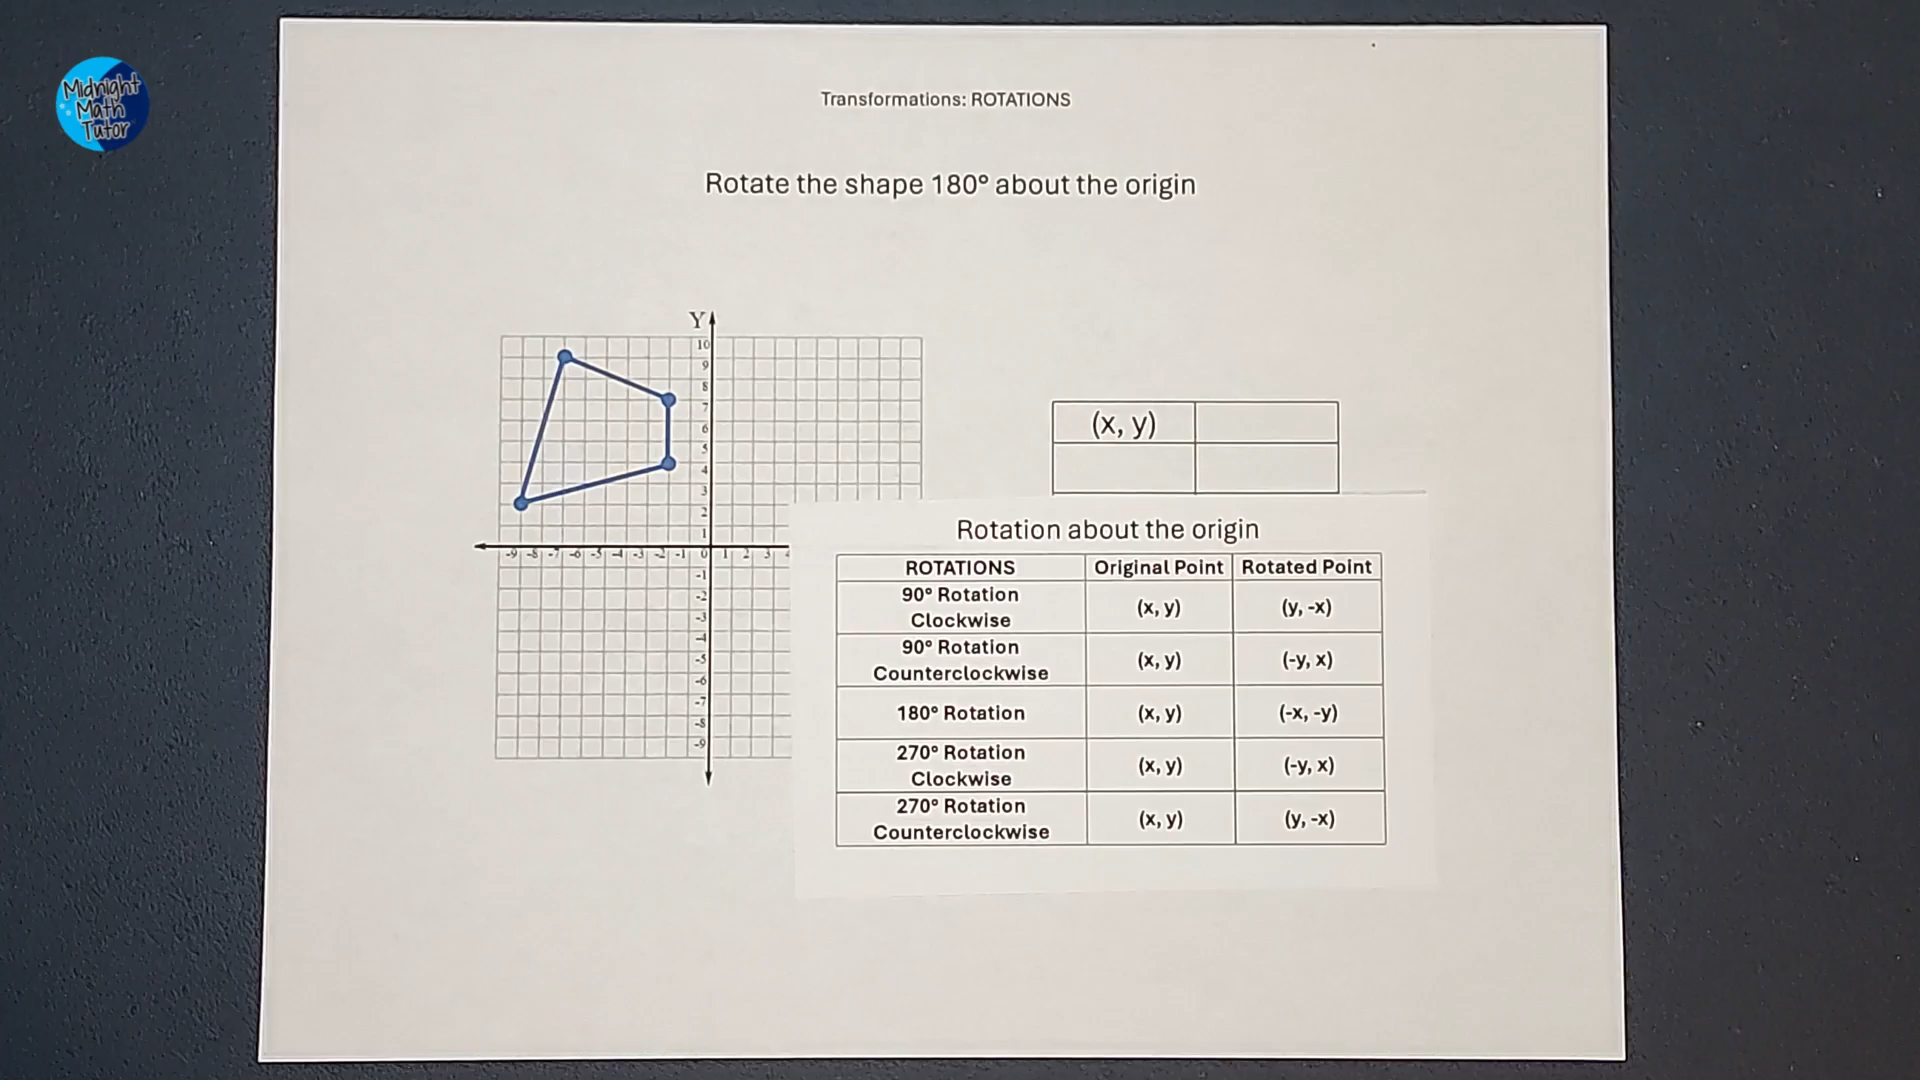 Midnight
Math
Tutor
Transformations: ROTATIONS
Rotate the shape 180° about the origin
Y
10
9
8
7
6
5
4
3
2
1
-9 -8 -7 -6 -5 -4 -3 -2 -1 0 1 2 3
-1
-2
-3
-4
-5
-6
-7
-8
-9
(x, y)
Rotation about the origin
ROTATIONS Original Point Rotated Point
90° Rotation
Clockwise (x, y) (y, -x)
90° Rotation
Counterclockwise (x, y) (-y, x)
180° Rotation (x, y) (-x, -y)
270° Rotation
Clockwise (x, y) (-y, x)
270° Rotation
Counterclockwise (x, y) (y, -x)